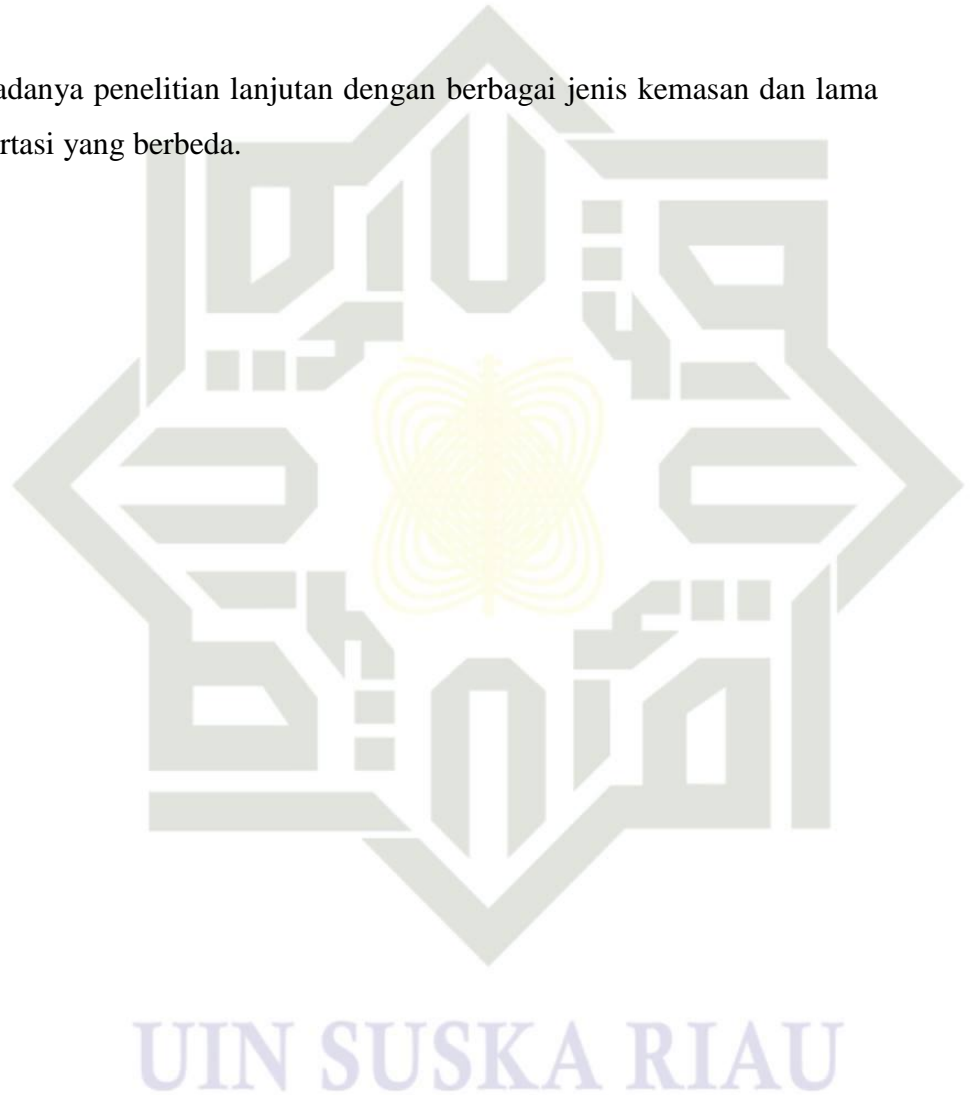 adanya penelitian lanjutan dengan berbagai jenis kemasan dan lama
rtasi yang berbeda.
UIN SUSKA RIAU